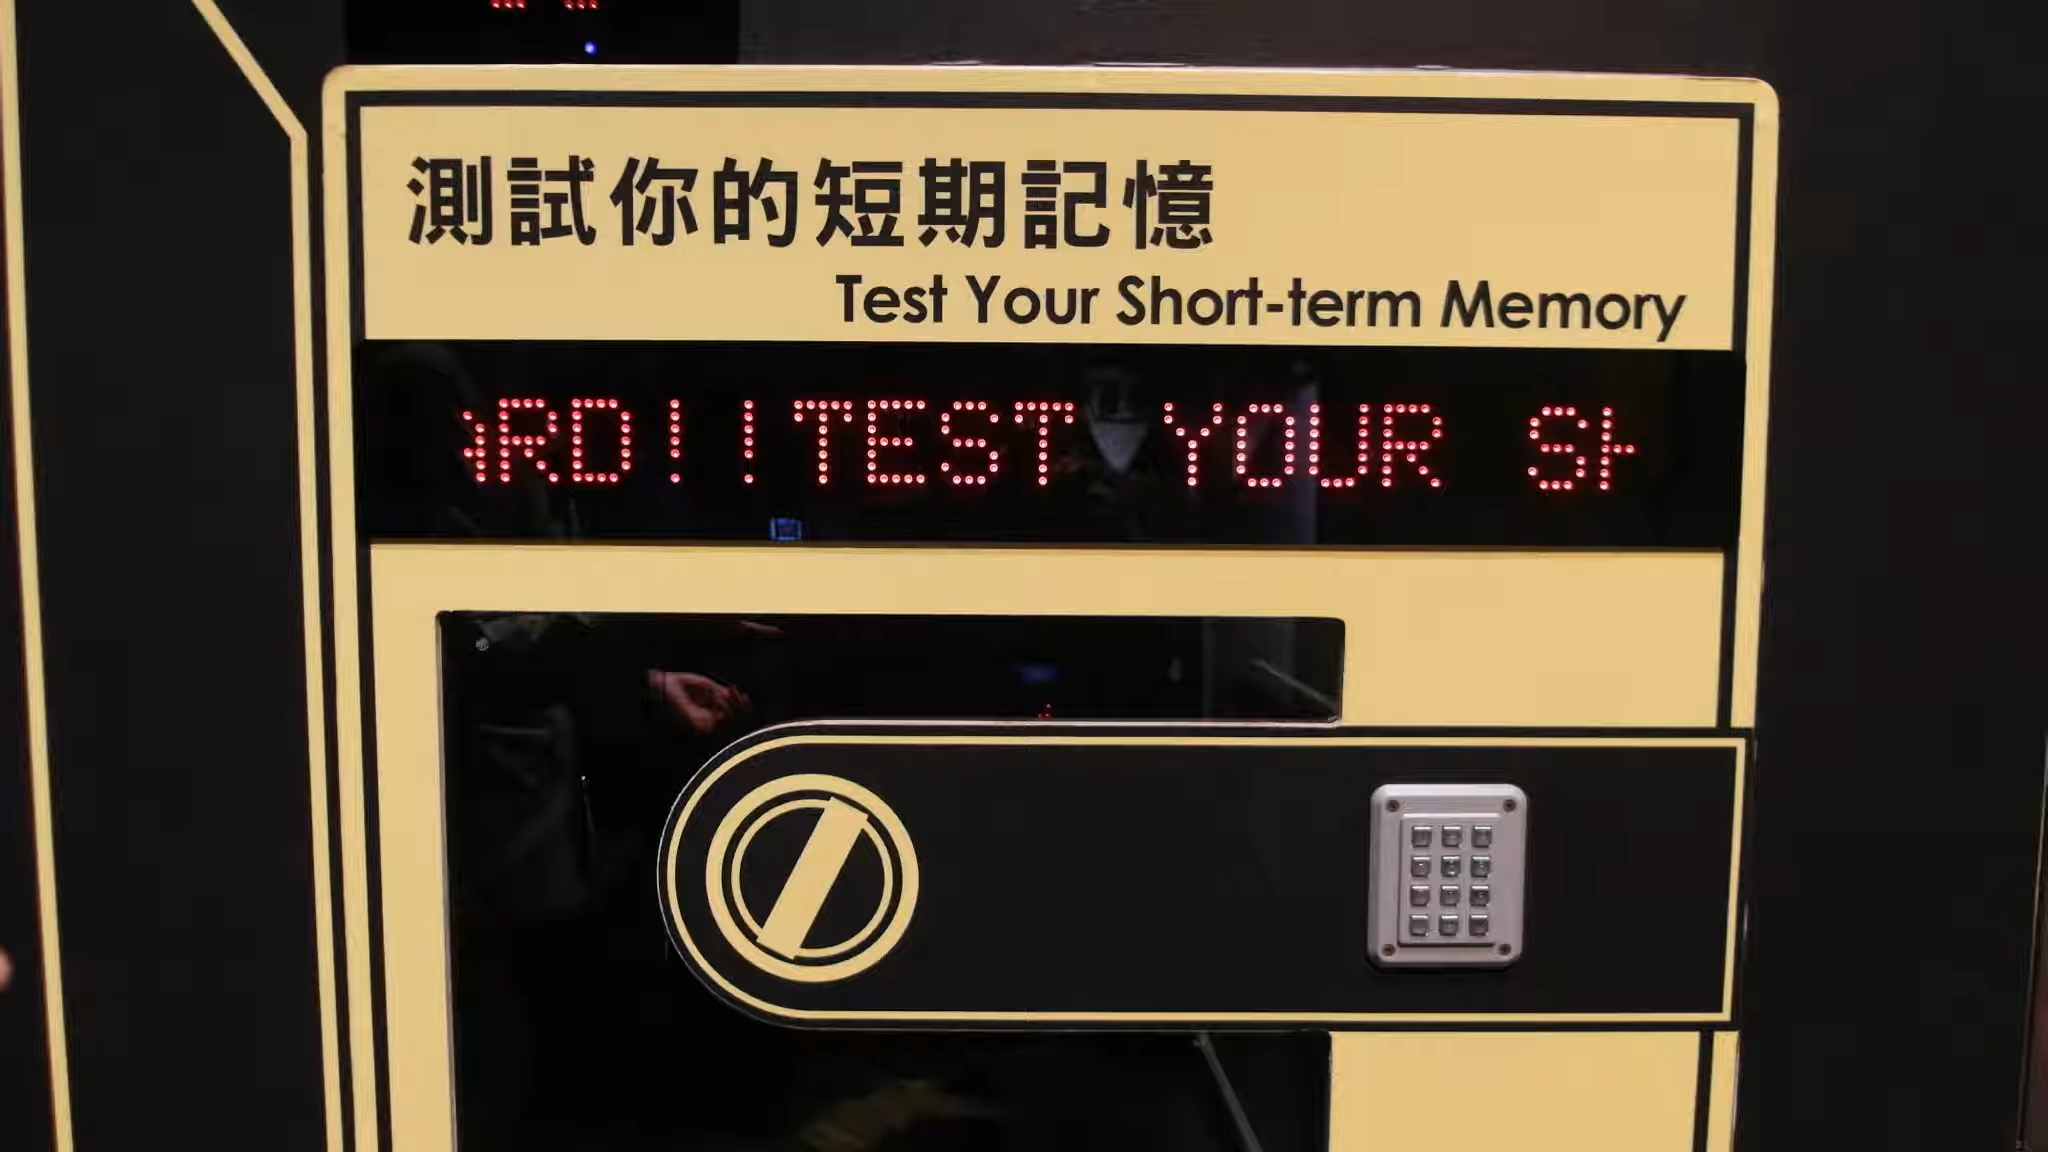 測試你的短期記憶
Test Your Short-term Memory
RD!!TEST YOUR S